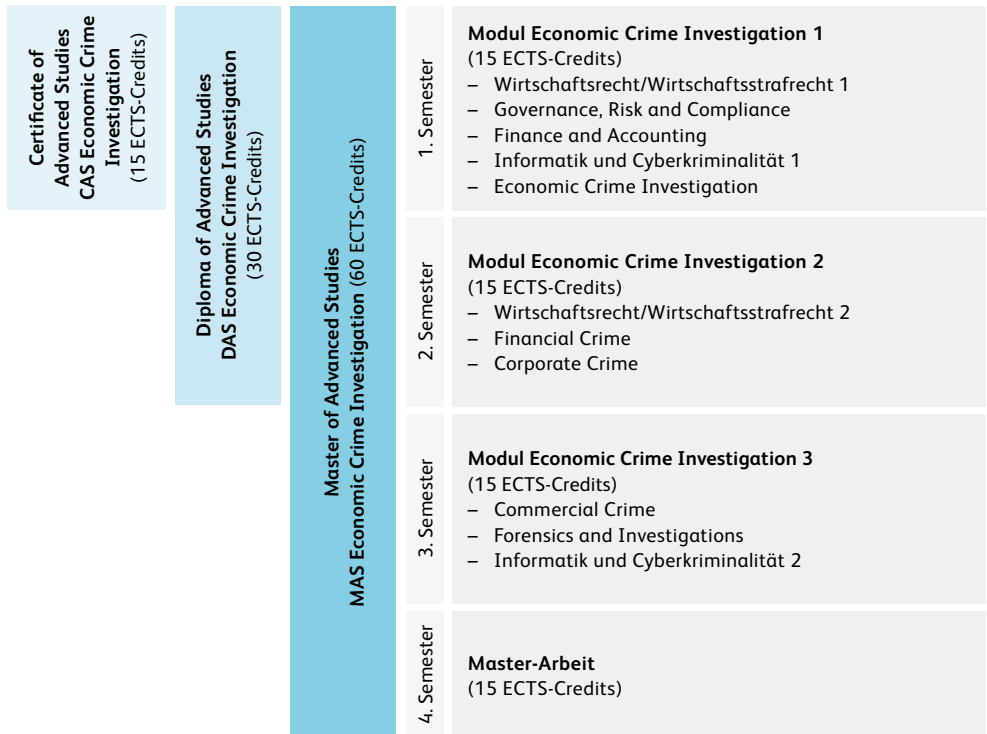 Certificate of
Advanced Studies
CAS Economic Crime
Investigation
(15 ECTS-Credits)
Diploma of Advanced Studies
DAS Economic Crime Investigation
(30 ECTS-Credits)
Master of Advanced Studies
MAS Economic Crime Investigation (60 ECTS-Credits)
1. Semester
Modul Economic Crime Investigation 1
(15 ECTS-Credits)
– Wirtschaftsrecht/Wirtschaftsstrafrecht 1
– Governance, Risk and Compliance
– Finance and Accounting
– Informatik und Cyberkriminalität 1
– Economic Crime Investigation
2. Semester
Modul Economic Crime Investigation 2
(15 ECTS-Credits)
– Wirtschaftsrecht/Wirtschaftsstrafrecht 2
– Financial Crime
– Corporate Crime
3. Semester
Modul Economic Crime Investigation 3
(15 ECTS-Credits)
– Commercial Crime
– Forensics and Investigations
– Informatik und Cyberkriminalität 2
4. Semester
Master-Arbeit
(15 ECTS-Credits)